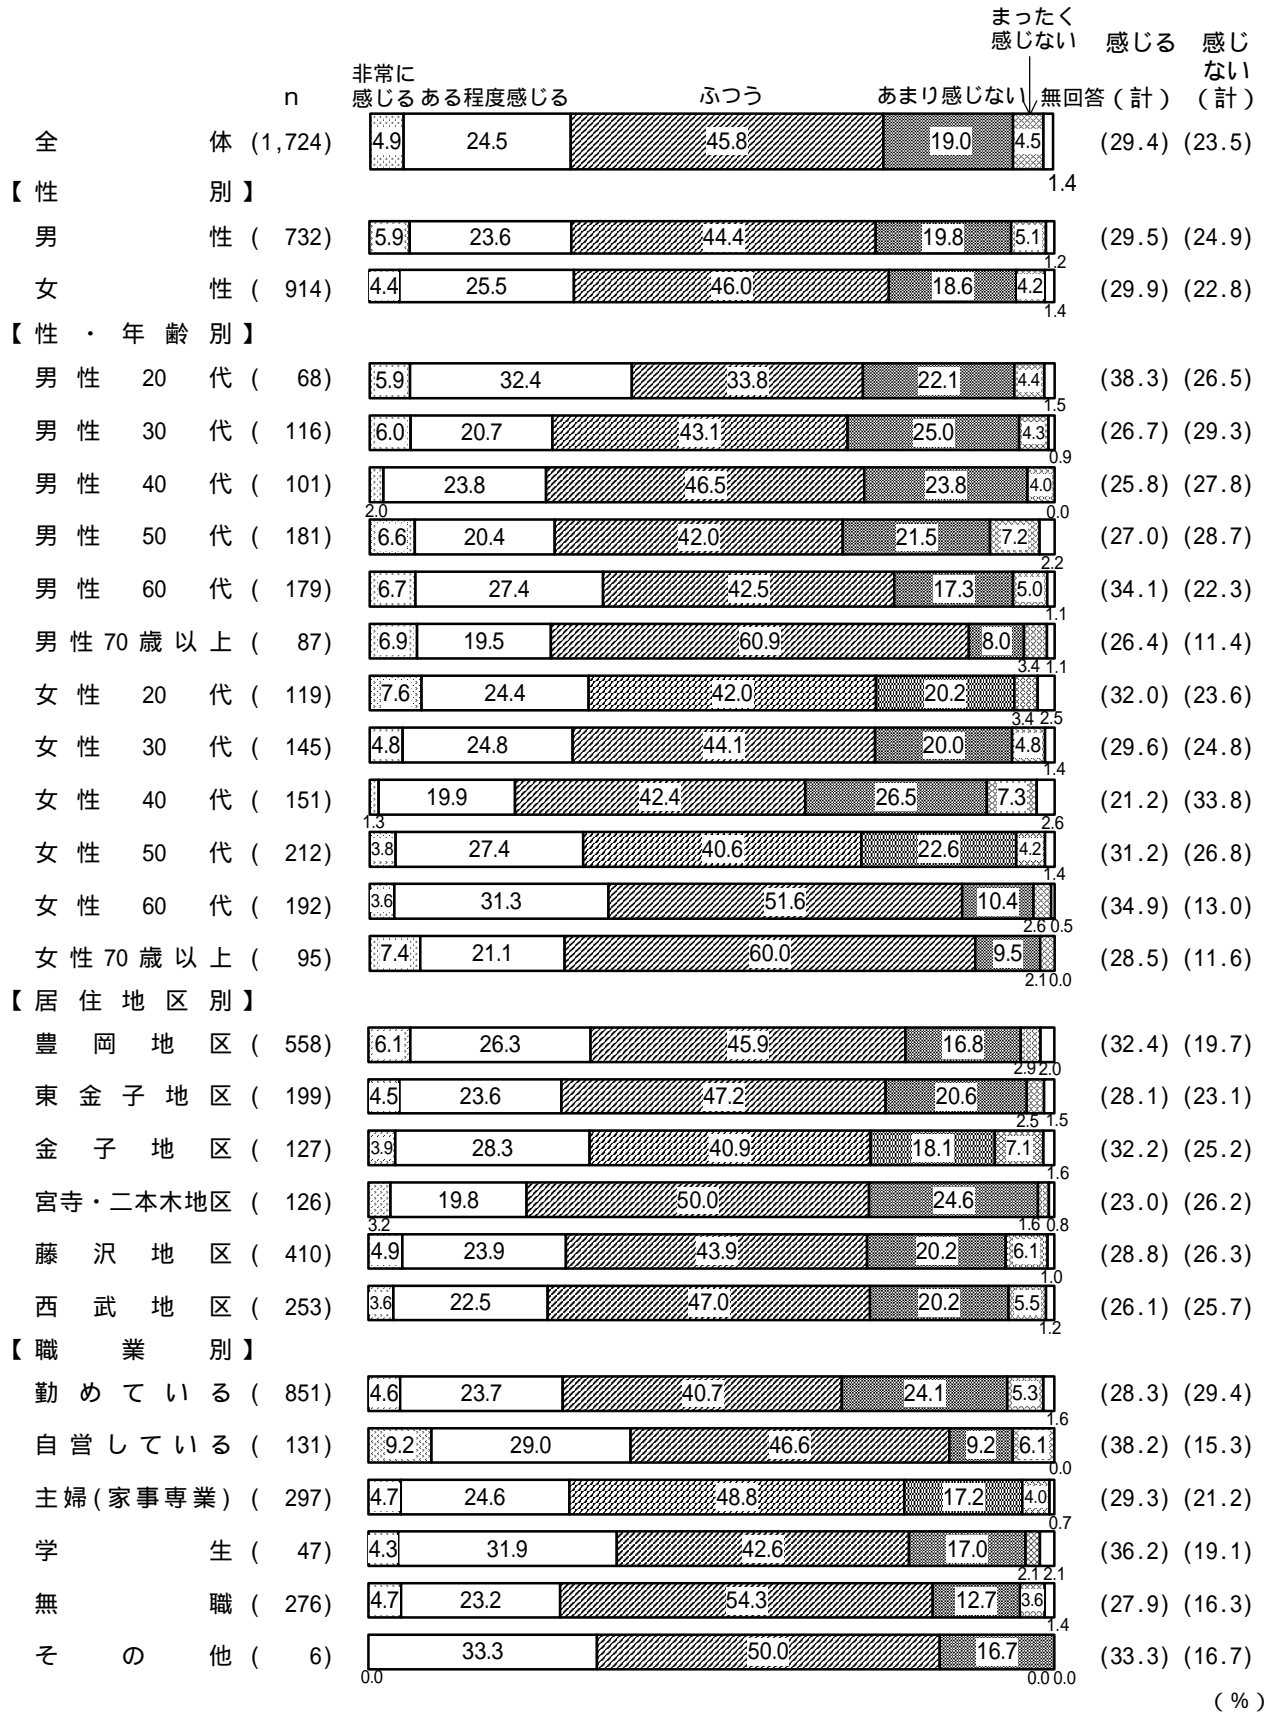 まったく
感じない 感じる 感じ
非常に ない
n 感じる ある程度感じる ふつう あまり感じない 無回答 (計) (計)
全体 (1,724) 4.9 24.5 45.8 19.0 4.5 (29.4) (23.5)
1.4
【性別】
男性 ( 732) 5.9 23.6 44.4 19.8 5.1 (29.5) (24.9)
1.2
女性 ( 914) 4.4 25.5 46.0 18.6 4.2 (29.9) (22.8)
1.4
【性・年齢別】
男性 20代 ( 68) 5.9 32.4 33.8 22.1 4.4 (38.3) (26.5)
1.5
男性 30代 ( 116) 6.0 20.7 43.1 25.0 4.3 (26.7) (29.3)
0.9
男性 40代 ( 101) 23.8 46.5 23.8 4.0 (25.8) (27.8)
2.0 0.0
男性 50代 ( 181) 6.6 20.4 42.0 21.5 7.2 (27.0) (28.7)
2.2
男性 60代 ( 179) 6.7 27.4 42.5 17.3 5.0 (34.1) (22.3)
1.1
男性70歳以上 ( 87) 6.9 19.5 60.9 8.0 (26.4) (11.4)
3.4 1.1
女性 20代 ( 119) 7.6 24.4 42.0 20.2 (32.0) (23.6)
3.4 2.5
女性 30代 ( 145) 4.8 24.8 44.1 20.0 4.8 (29.6) (24.8)
1.4
女性 40代 ( 151) 19.9 42.4 26.5 7.3 (21.2) (33.8)
1.3 2.6
女性 50代 ( 212) 3.8 27.4 40.6 22.6 4.2 (31.2) (26.8)
1.4
女性 60代 ( 192) 3.6 31.3 51.6 10.4 (34.9) (13.0)
2.6 0.5
女性70歳以上 ( 95) 7.4 21.1 60.0 9.5 (28.5) (11.6)
2.1 0.0
【居住地区別】
豊岡地区 ( 558) 6.1 26.3 45.9 16.8 (32.4) (19.7)
2.9 2.0
東金子地区 ( 199) 4.5 23.6 47.2 20.6 (28.1) (23.1)
2.5 1.5
金子地区 ( 127) 3.9 28.3 40.9 18.1 7.1 (32.2) (25.2)
1.6
宮寺・二本木地区 ( 126) 19.8 50.0 24.6 (23.0) (26.2)
3.2 1.6 0.8
藤沢地区 ( 410) 4.9 23.9 43.9 20.2 6.1 (28.8) (26.3)
1.0
西武地区 ( 253) 3.6 22.5 47.0 20.2 5.5 (26.1) (25.7)
1.2
【職業別】
勤めている ( 851) 4.6 23.7 40.7 24.1 5.3 (28.3) (29.4)
1.6
自営している ( 131) 9.2 29.0 46.6 9.2 6.1 (38.2) (15.3)
0.0
主婦(家事専業) ( 297) 4.7 24.6 48.8 17.2 4.0 (29.3) (21.2)
0.7
学生 ( 47) 4.3 31.9 42.6 17.0 (36.2) (19.1)
2.1 2.1
無職 ( 276) 4.7 23.2 54.3 12.7 3.6 (27.9) (16.3)
1.4
その他 ( 6) 33.3 50.0 16.7 (33.3) (16.7)
0.0 0.0 0.0
(%)